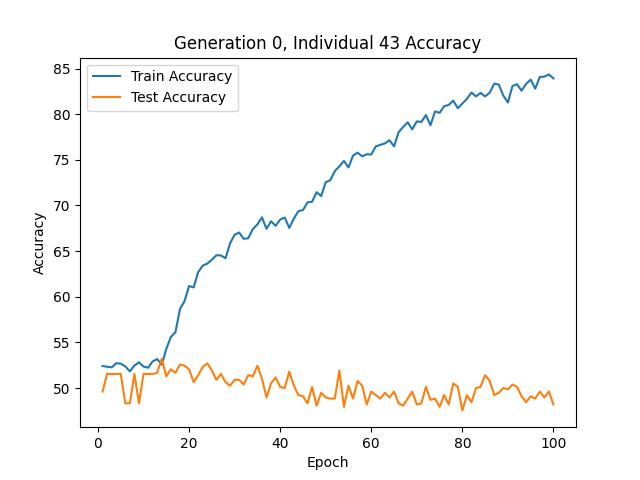 Generation 0, Individual 43 Accuracy
Train Accuracy
Test Accuracy
Accuracy
85
80
75
70
65
60
55
50
0 20 40 60 80 100
Epoch